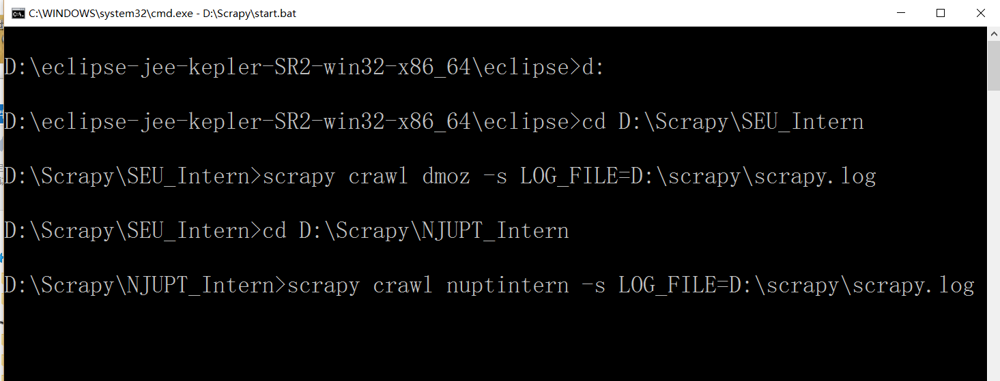 C:\WINDOWS\system32\cmd.exe - D:\Scrapy\start.bat
D:\eclipse-jee-kepler-SR2-win32-x86_64\eclipse>d:
D:\eclipse-jee-kepler-SR2-win32-x86_64\eclipse>cd D:\Scrapy\SEU_Intern
D:\Scrapy\SEU_Intern>scrapy crawl dmoz -s LOG_FILE=D:\scrapy\scrapy.log
D:\Scrapy\SEU_Intern>cd D:\Scrapy\NJUPT_Intern
D:\Scrapy\NJUPT_Intern>scrapy crawl nuptintern -s LOG_FILE=D:\scrapy\scrapy.log